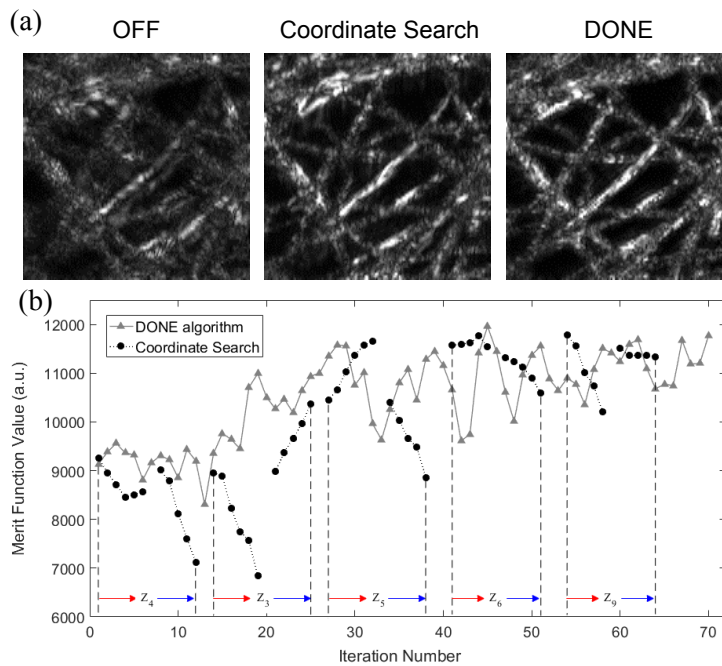 (a)
OFF
Coordinate Search
DONE
(b)
DONE algorithm
Coordinate Search
Merit Function Value (a.u.)
12000
11000
10000
9000
8000
7000
6000
Z4
Z3
Z5
Z6
Z9
0 10 20 30 40 50 60 70
Iteration Number